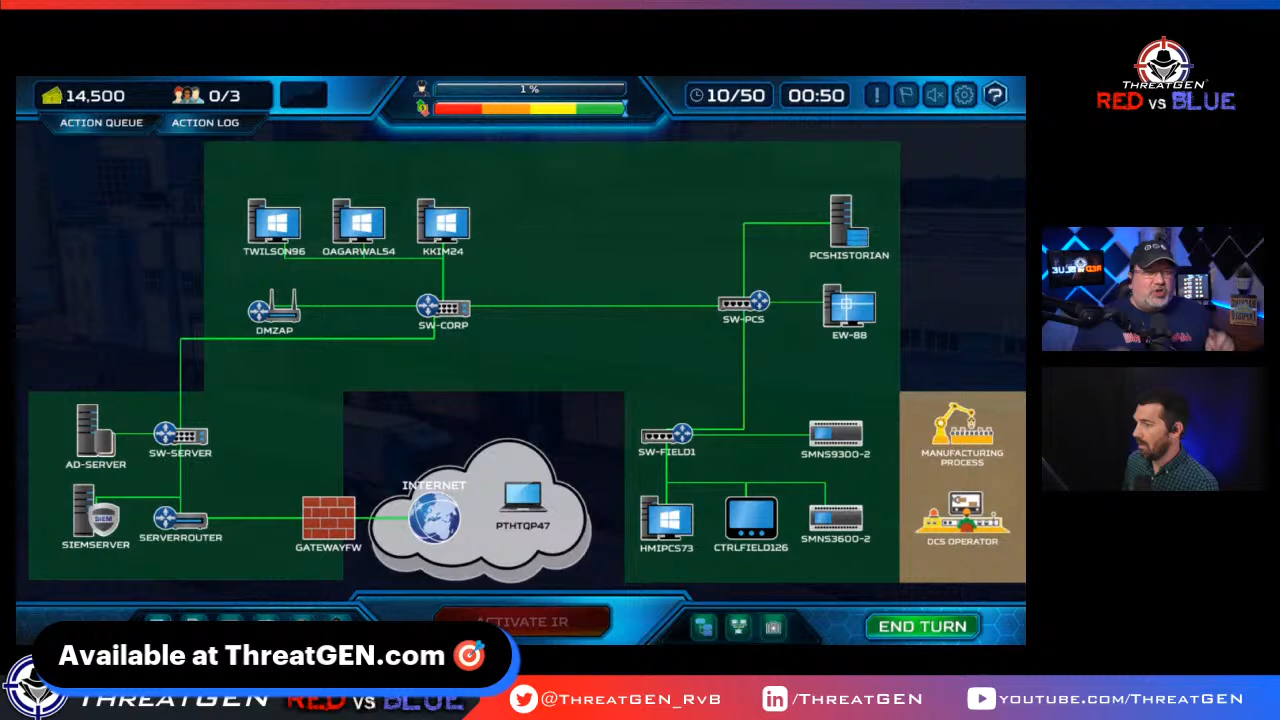 14,500
0/3
1%
10/50
00:50
!
?
ACTION QUEUE
ACTION LOG
THREATGEN
RED VS BLUE
TWILSON96
OAGARWAL54
KKIM24
PCSHISTORIAN
DMZAP
SW-CORP
SW-PCS
EW-88
AD-SERVER
SW-SERVER
SW-FIELD1
SMNS9300-2
MANUFACTURING
PROCESS
INTERNET
SIEM
SIEMSERVER
SERVERROUTER
GATEWAYFW
PTHTQP47
HMIPCS73
CTRLFIELD126
SMNS3600-2
DCS OPERATOR
ACTIVATE IR
END TURN
Available at ThreatGEN.com
THREATGEN RED VS BLUE
@THREATGEN_RVB
/THREATGEN
YOUTUBE.COM/THREATGEN